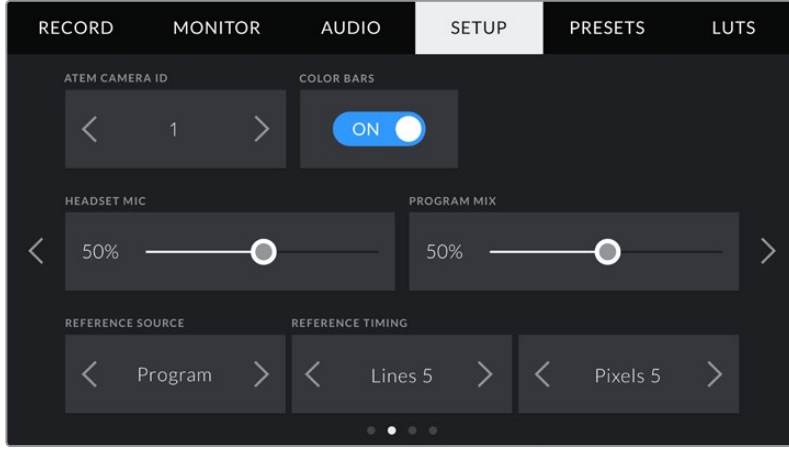 RECORD MONITOR AUDIO SETUP PRESETS LUTS
ATEM CAMERA ID COLOR BARS
1 ON
HEADSET MIC PROGRAM MIX
50% 50%
REFERENCE SOURCE REFERENCE TIMING
Program Lines 5 Pixels 5